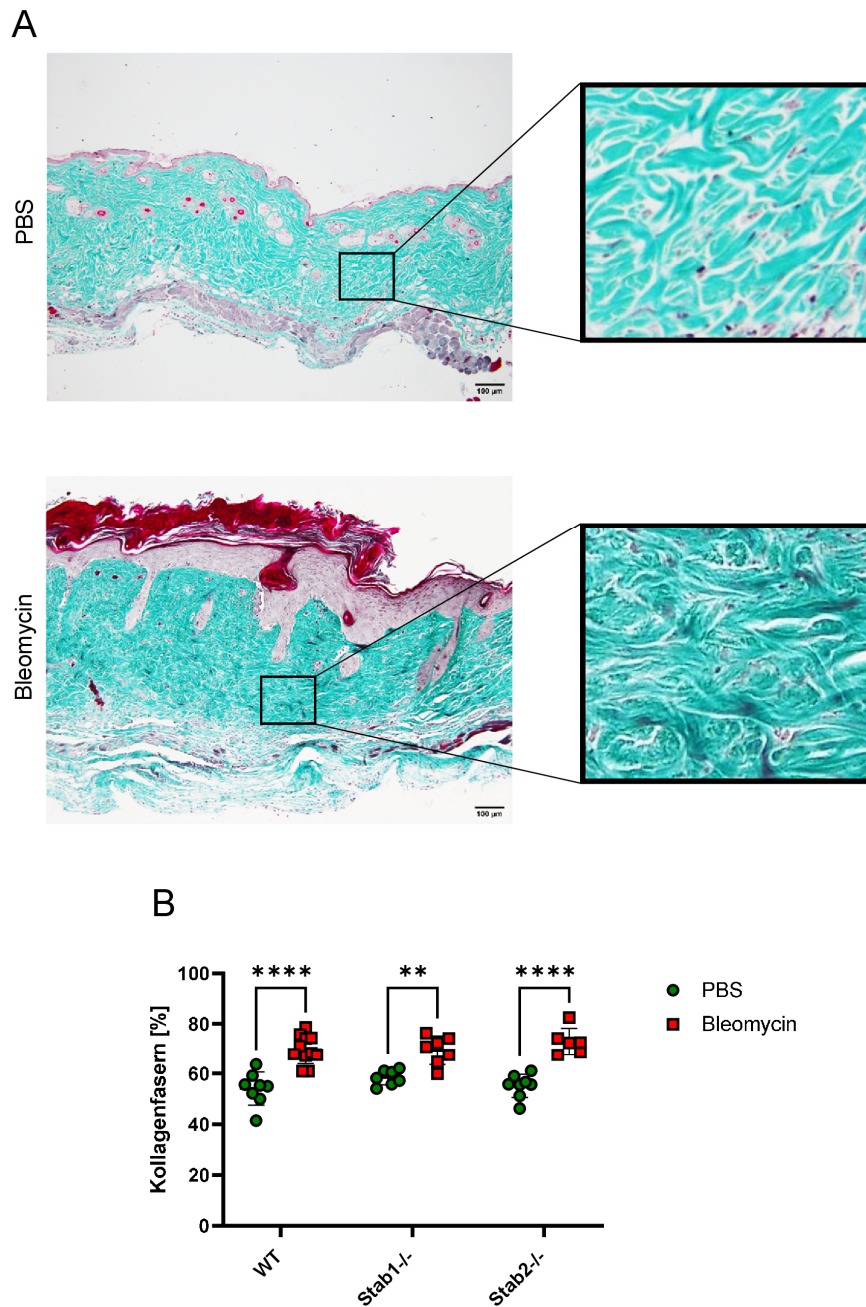 A
PBS
100 µm
Bleomycin
100 µm
B
**** ** ****
100
80
60
40
20
0
Kollagenfasern [%]
WT
Stab1-/-
Stab2-/-
PBS
Bleomycin